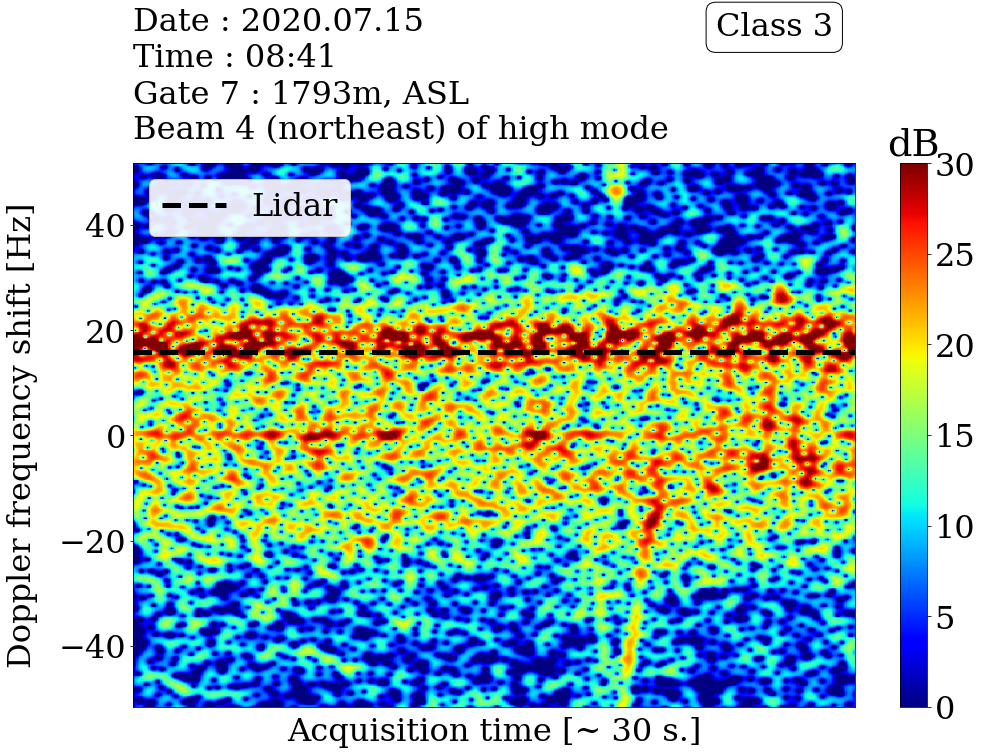 Date : 2020.07.15
Time : 08:41
Gate 7 : 1793m, ASL
Beam 4 (northeast) of high mode
Class 3
dB
Lidar
Doppler frequency shift [Hz]
40
20
0
−20
−40
30
25
20
15
10
5
0
Acquisition time [~ 30 s.]